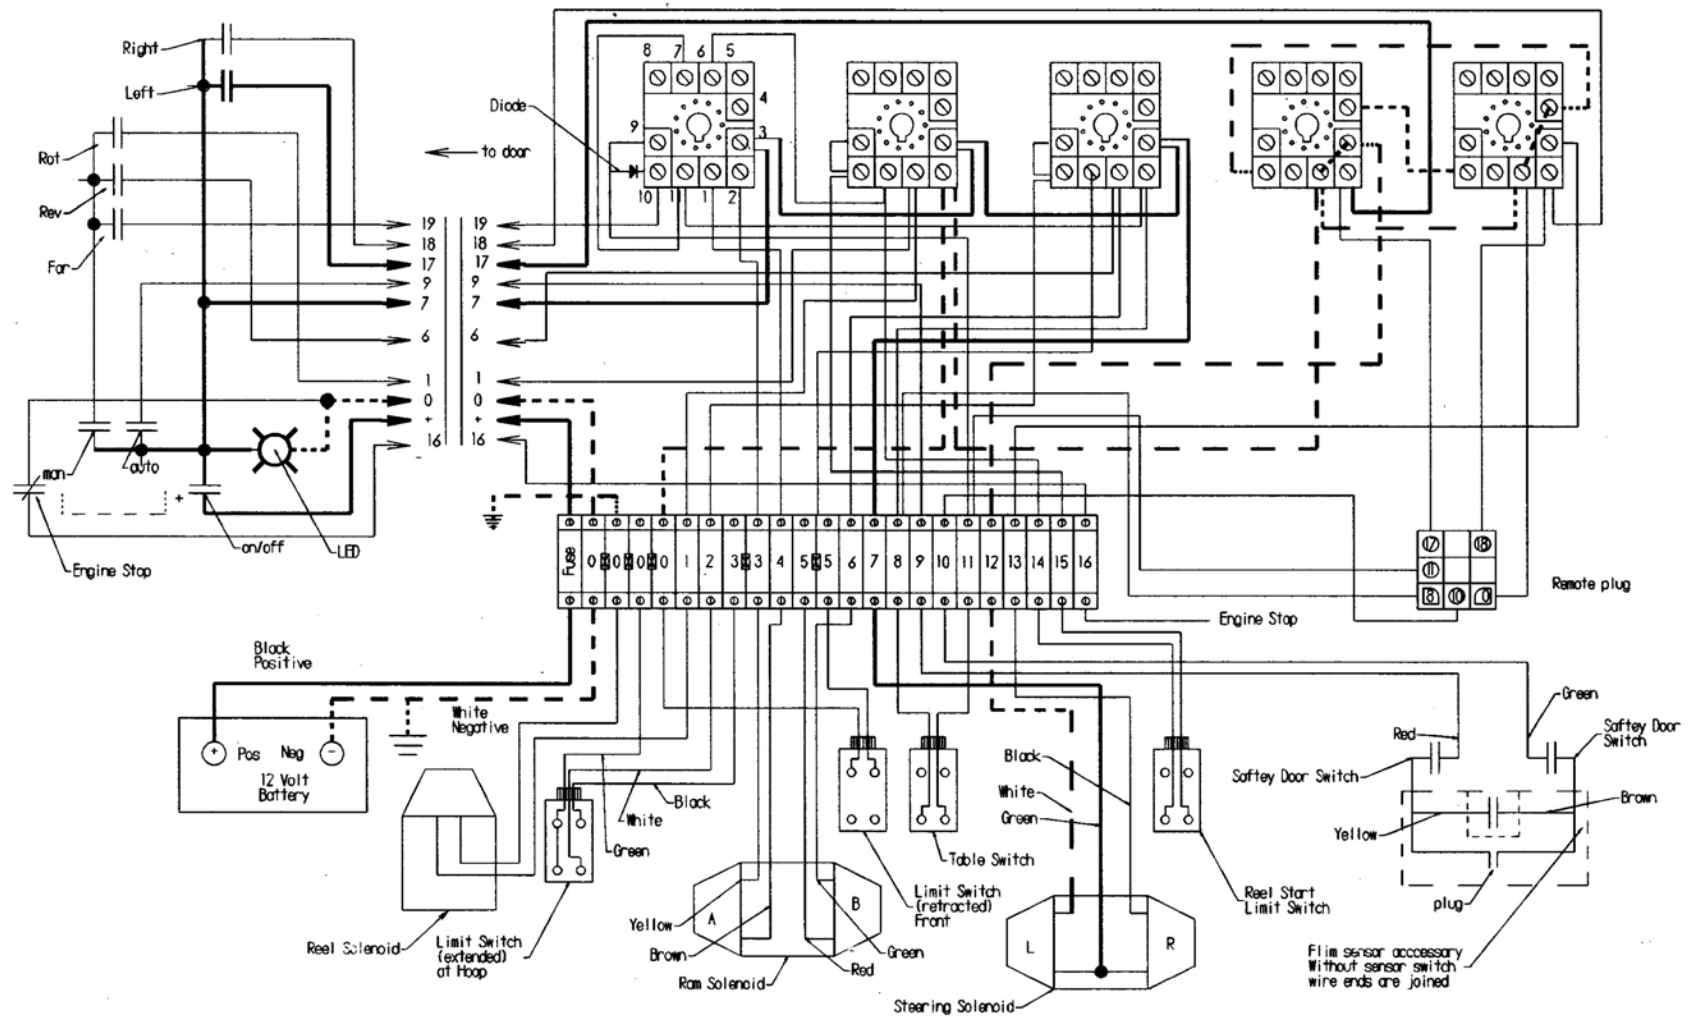 Right
Left
Rot
Rev
For
man
auto
+
on/off
LED
Engine Stop
Diode
to door
8 7 6 5
4
9 3
10 11 1 2
19 19
18 18
17 17
9 9
7 7
6 6
1 1
0 0
+ +
16 16
Fuse 0 0 0 0 1 2 3 3 4 5 5 6 7 8 9 10 11 12 13 14 15 16
17 18
11
8 10 0
Remote plug
Engine Stop
Black
Positive
White
Negative
+ Pos Neg -
12 Volt
Battery
Reel Solenoid
Limit Switch
(extended)
at Hoop
Black
White
Green
A B
Yellow
Brown
Green
Red
Ram Solenoid
Limit Switch
(retracted)
Front
Table Switch
Black
White
Green
L R
Steering Solenoid
Reel Start
Limit Switch
Green
Red
Saftey Door
Switch
Saftey Door Switch
Brown
Yellow
plug
Flim sensor acccessary
Without sensor switch
wire ends are joined